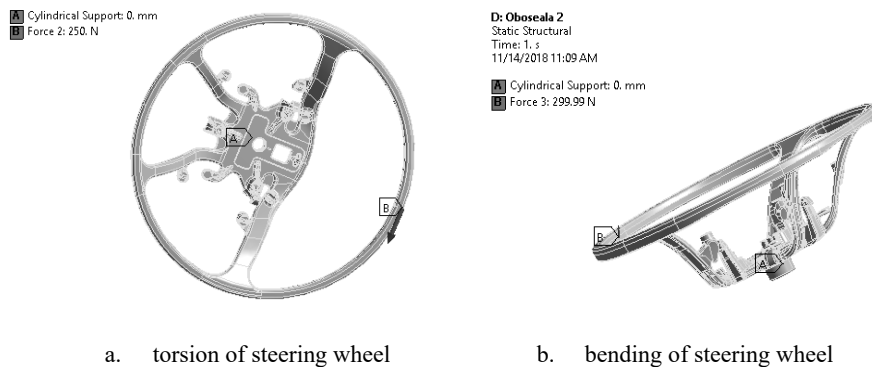 A Cylindrical Support: 0. mm
B Force 2: 250. N
A
B
a. torsion of steering wheel
D: Oboseala 2
Static Structural
Time: 1. s
11/14/2018 11:09 AM
A Cylindrical Support: 0. mm
B Force 3: 299.99 N
B
A
b. bending of steering wheel